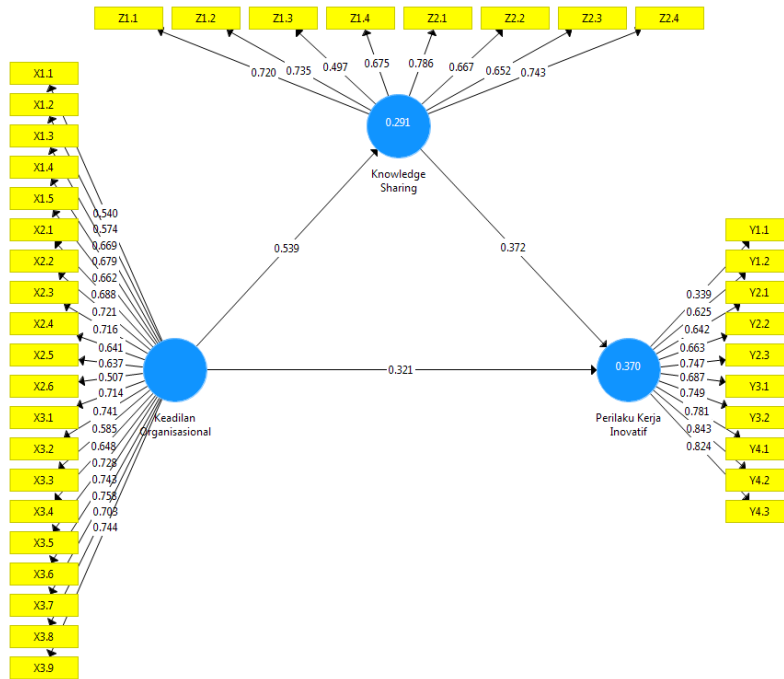 Z1.1
Z1.2
Z1.3
Z1.4
Z2.1
Z2.2
Z2.3
Z2.4
0.720
0.735
0.497
0.675
0.786
0.667
0.652
0.743
0.291
Knowledge
Sharing
X1.1
X1.2
X1.3
X1.4
X1.5
X2.1
X2.2
X2.3
X2.4
X2.5
X2.6
X3.1
X3.2
X3.3
X3.4
X3.5
X3.6
X3.7
X3.8
X3.9
0.540
0.574
0.669
0.679
0.662
0.688
0.721
0.716
0.641
0.637
0.507
0.714
0.741
0.585
0.648
0.728
0.743
0.758
0.703
0.744
Keadilan
Organisasional
0.539
0.372
0.321
0.370
Perilaku Kerja
Inovatif
0.339
0.625
0.642
0.663
0.747
0.687
0.749
0.781
0.843
0.824
Y1.1
Y1.2
Y2.1
Y2.2
Y2.3
Y3.1
Y3.2
Y4.1
Y4.2
Y4.3